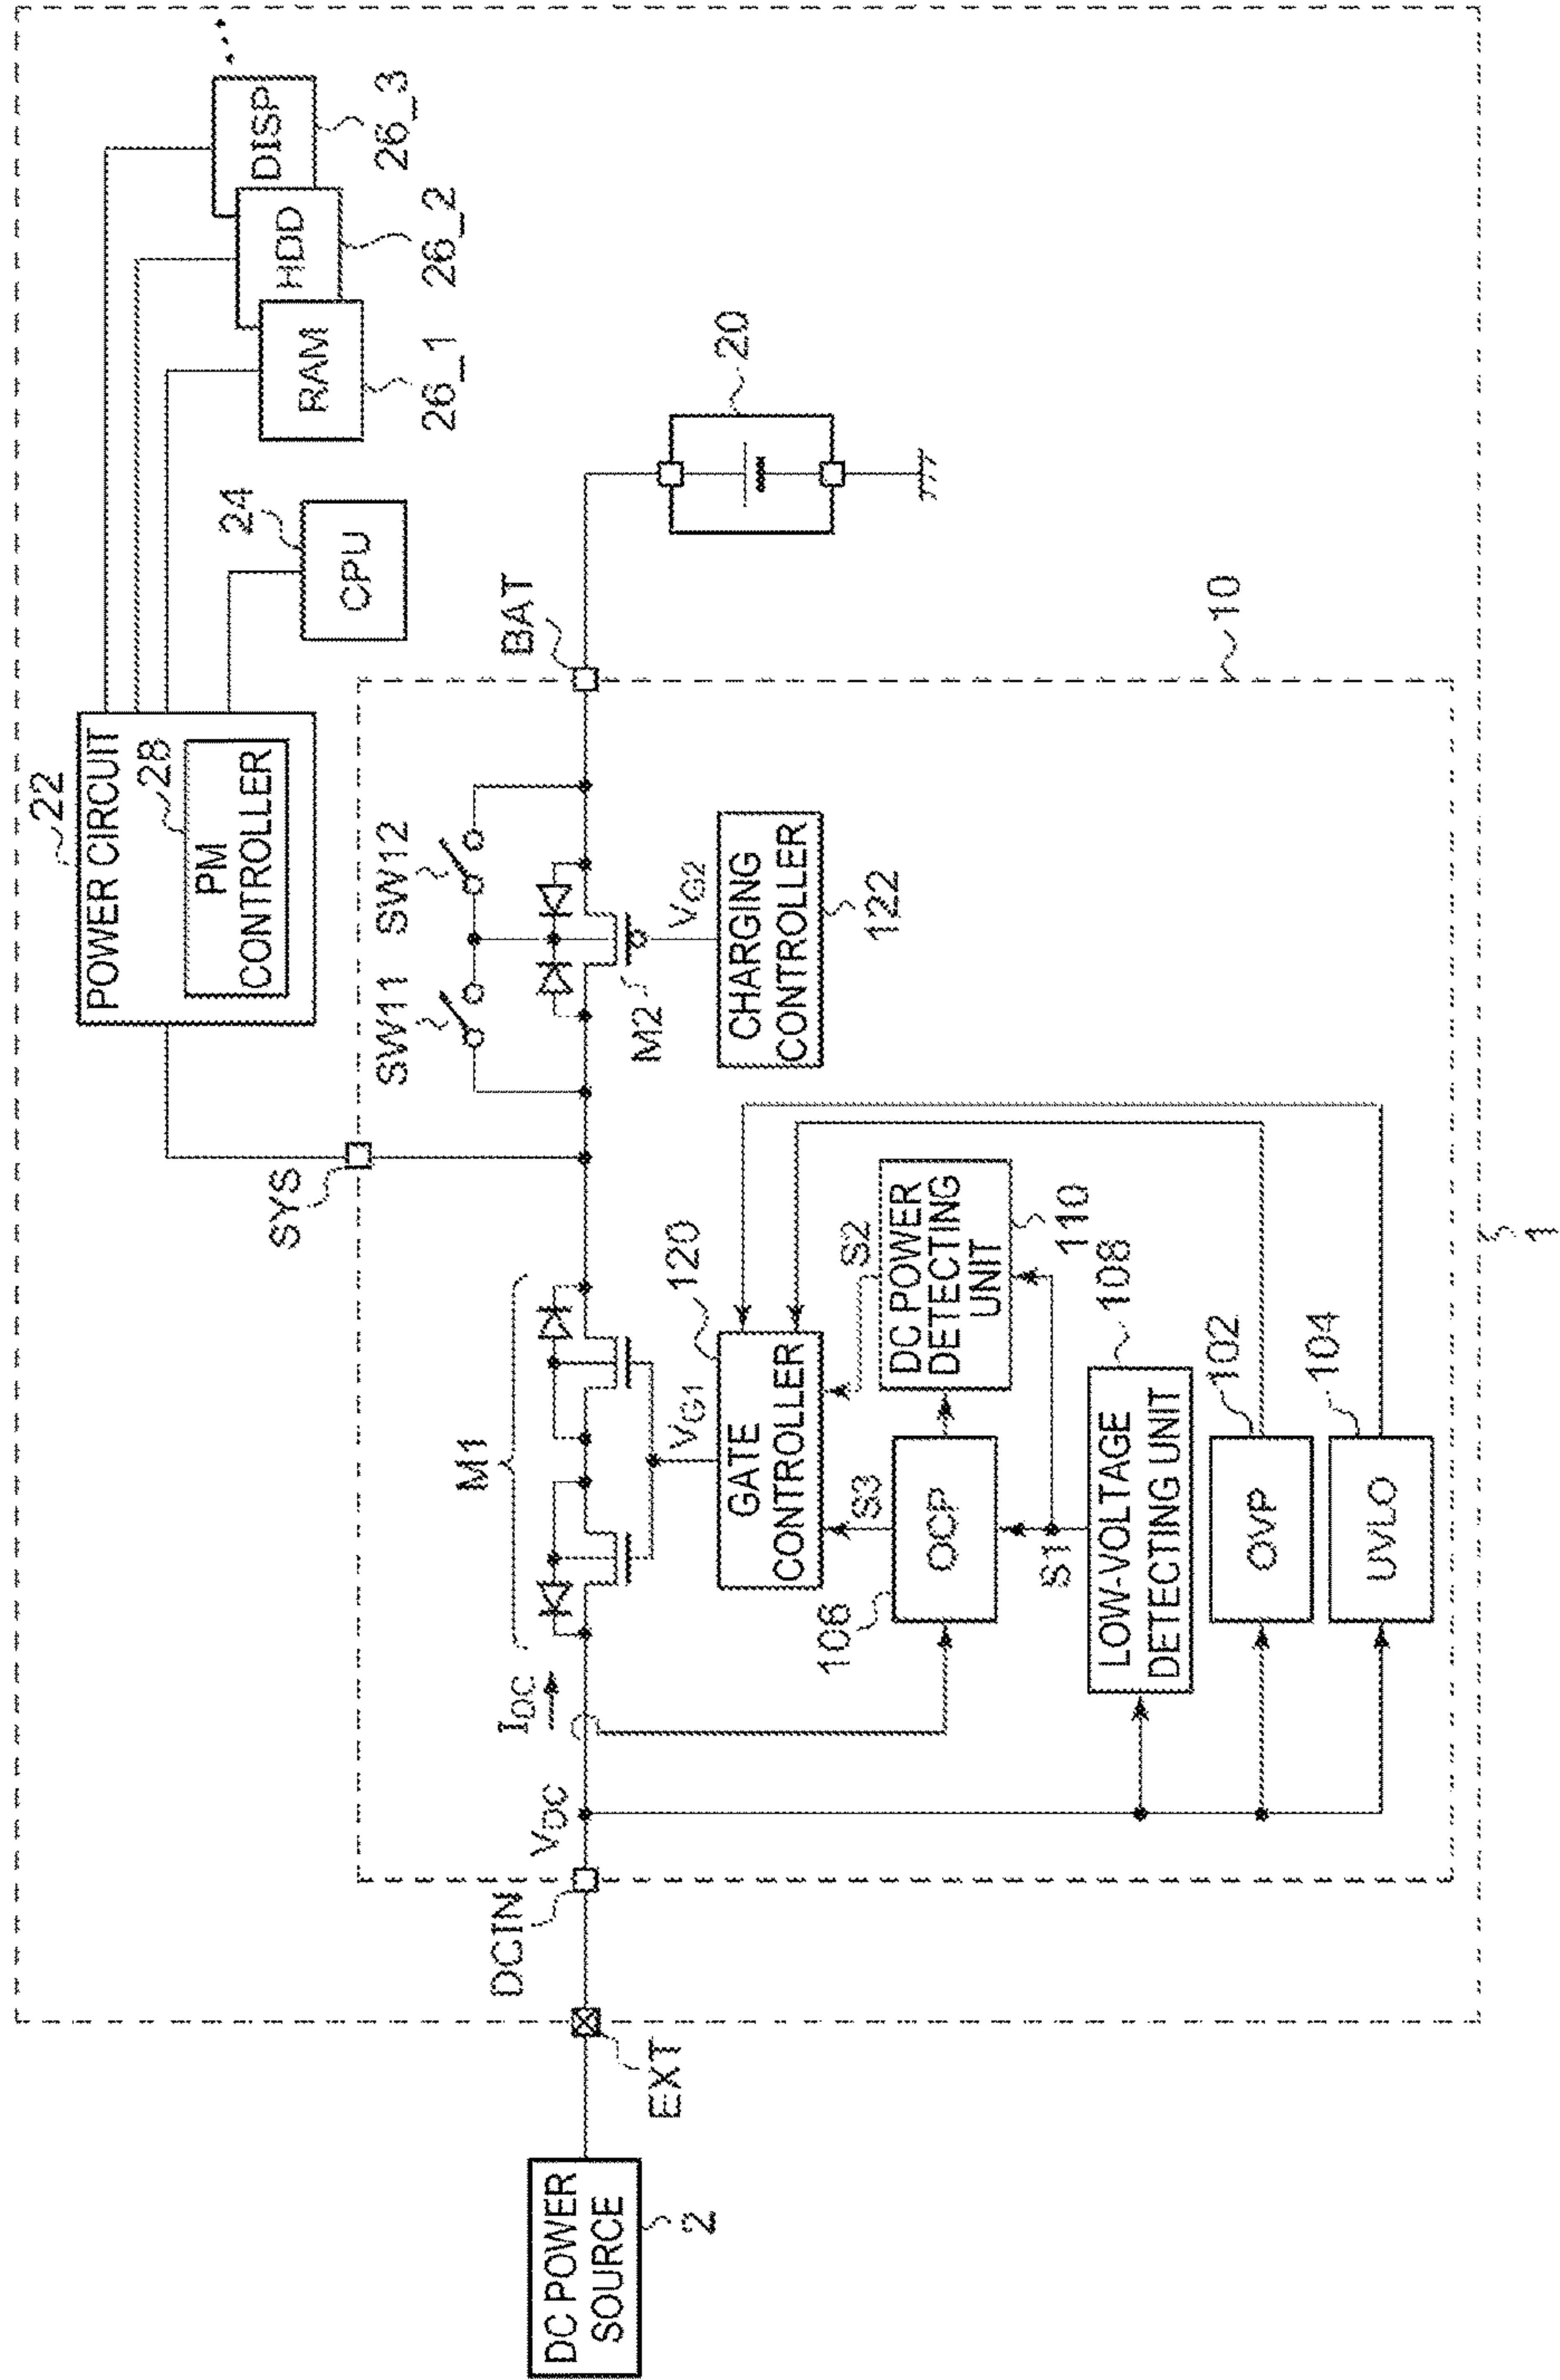 22
POWER CIRCUIT
28
PM
CONTROLLER
24
CPU
RAM
HDD
DISP
26_1
26_2
26_3
SYS
SW11
SW12
BAT
20
M1
M2
VG2
CHARGING
CONTROLLER
122
DC POWER
SOURCE
2
EXT
DCIN
VDC
IDC
VG1
120
GATE
CONTROLLER
S3
S2
106
OCP
DC POWER
DETECTING
UNIT
110
S1
LOW-VOLTAGE
DETECTING UNIT
108
OVP
102
UVLO
104
10
1